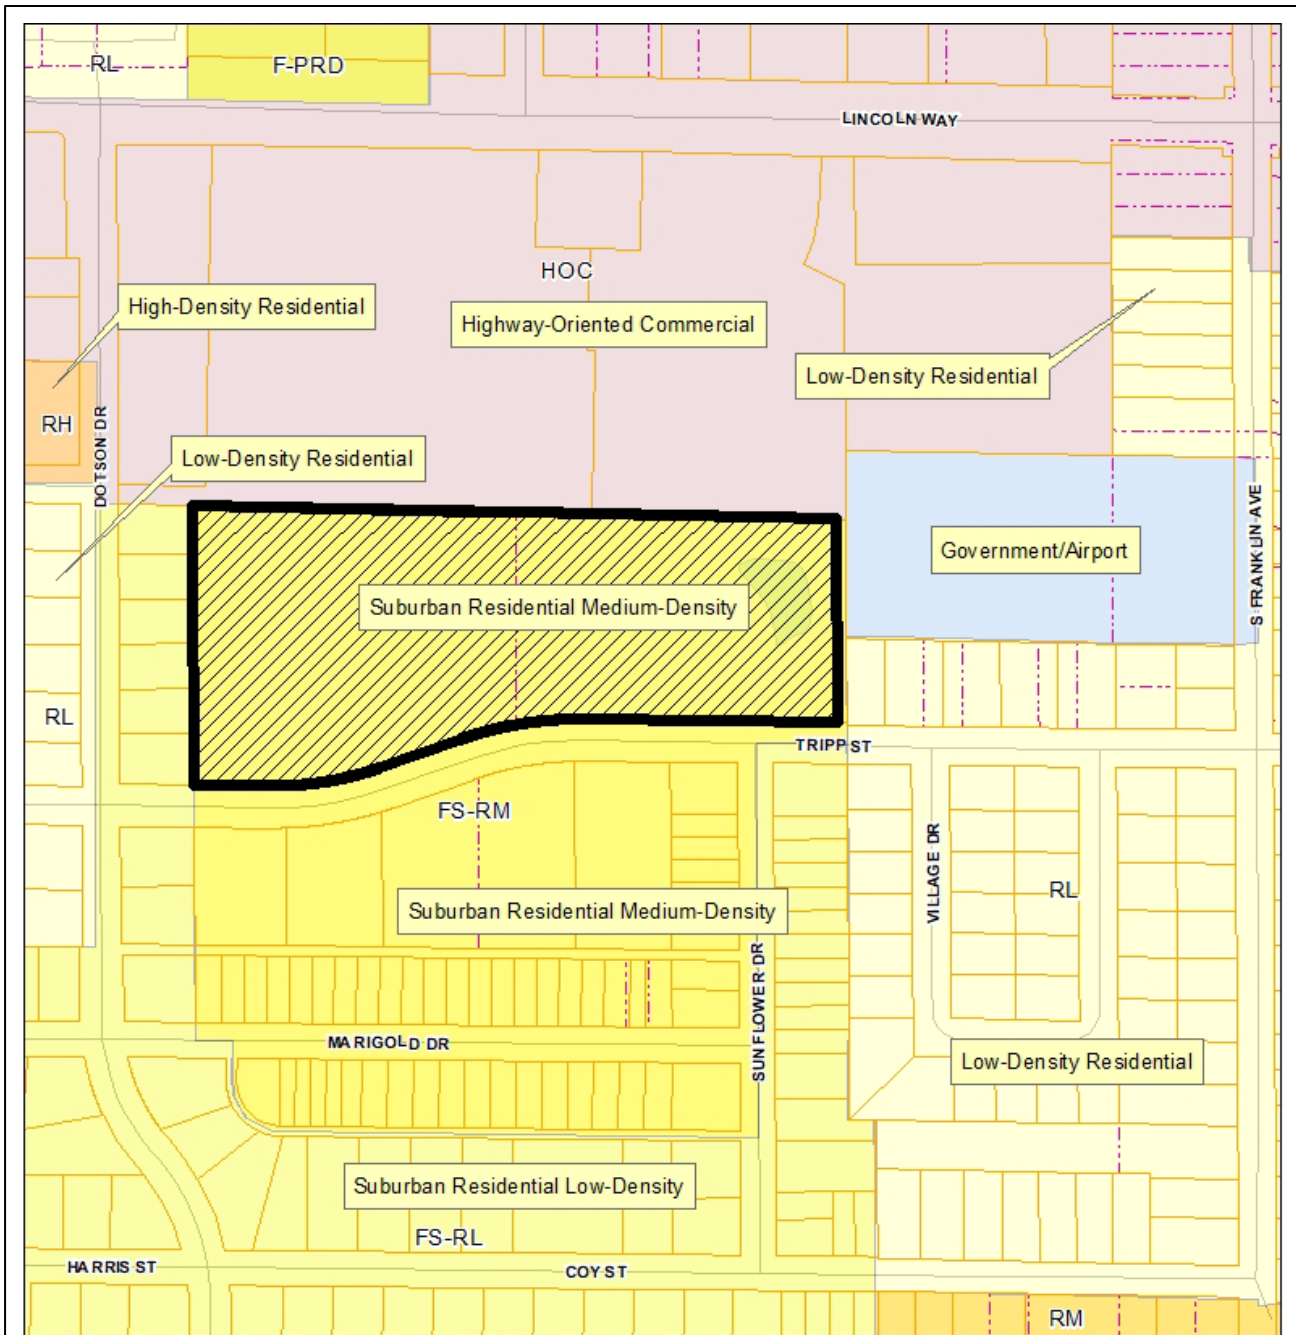 RL
F-PRD
LINCOLN WAY
HOC
High-Density Residential
Highway-Oriented Commercial
Low-Density Residential
RH
DOTSON DR
Low-Density Residential
S FRANKLIN AVE
Government/Airport
Suburban Residential Medium-Density
RL
TRIPP ST
FS-RM
VILLAGE DR
RL
Suburban Residential Medium-Density
SUNFLOWER DR
MARIGOLD DR
Low-Density Residential
Suburban Residential Low-Density
FS-RL
HARRIS ST
COY ST
RM